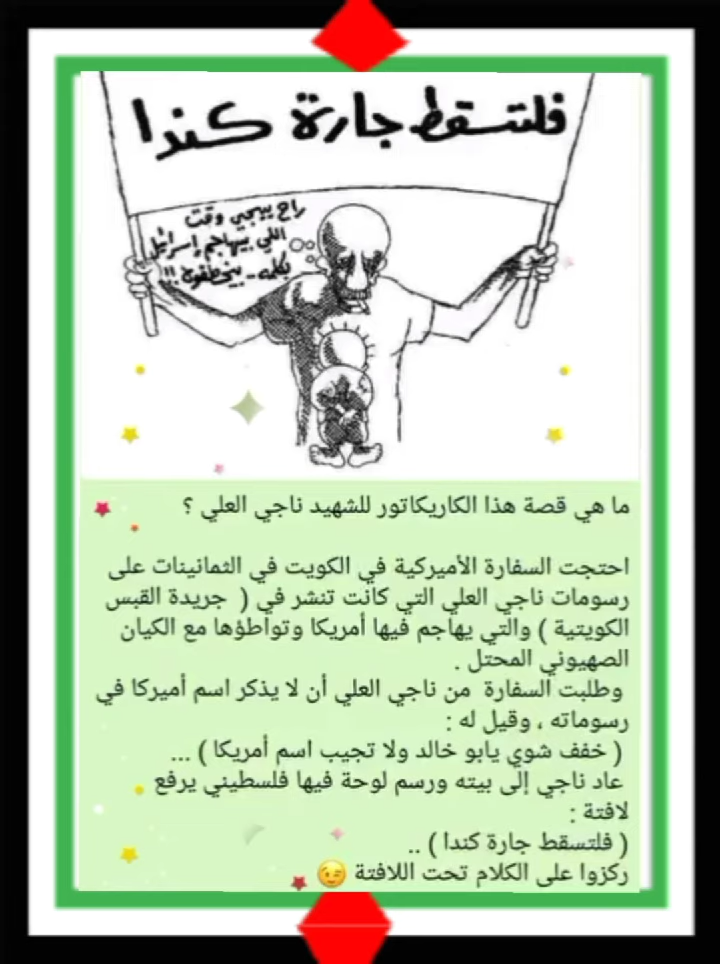 فلتسقط جارة كندا
راح ييجي وقت
اللي بيهاجم إسرائيل
بكلمه .. بيخطفوه !!
ما هي قصة هذا الكاريكاتور للشهيد ناجي العلي ؟
احتجت السفارة الأميركية في الكويت في الثمانينات على
رسومات ناجي العلي التي كانت تنشر في ( جريدة القبس
الكويتية ) والتي يهاجم فيها أمريكا وتواطؤها مع الكيان
الصهيوني المحتل .
وطلبت السفارة من ناجي العلي أن لا يذكر اسم أميركا في
رسوماته ، وقيل له :
( خفف شوي يابو خالد ولا تجيب اسم أمريكا ) ...
عاد ناجي إلى بيته ورسم لوحة فيها فلسطيني يرفع
لافتة :
( فلتسقط جارة كندا ) ..
ركزوا على الكلام تحت اللافتة 😉